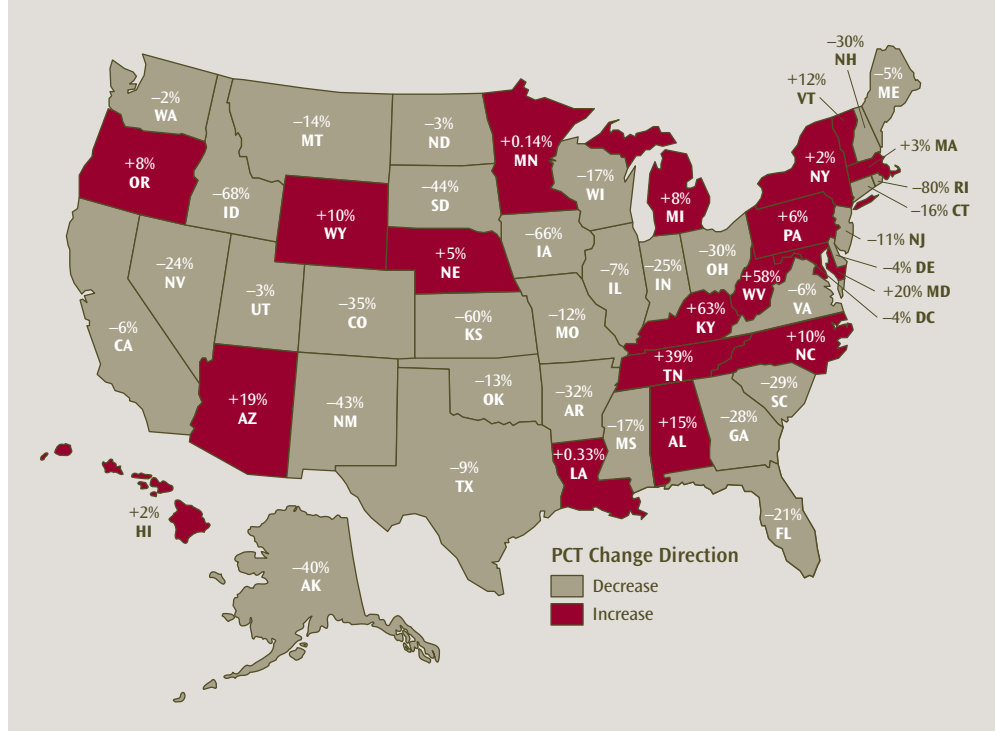 –30%
NH
–5%
ME
+12%
VT
–2%
WA
–14%
MT
–3%
ND
+0.14%
MN
+3% MA
+8%
OR
+2%
NY
–17%
WI
–80% RI
–68%
ID
–44%
SD
+8%
MI
–16% CT
+10%
WY
+6%
PA
–66%
IA
–11% NJ
+5%
NE
–30%
OH
–24%
NV
–7%
IL
–25%
IN
–4% DE
+58%
WV
–3%
UT
–6%
VA
+20% MD
–35%
CO
–60%
KS
–12%
MO
+63%
KY
–4% DC
–6%
CA
+10%
NC
+39%
TN
–13%
OK
–29%
SC
+19%
AZ
–43%
NM
–32%
AR
–28%
GA
–17%
MS
+15%
AL
+0.33%
LA
–9%
TX
+2%
HI
–21%
FL
–40%
AK
PCT Change Direction
Decrease
Increase